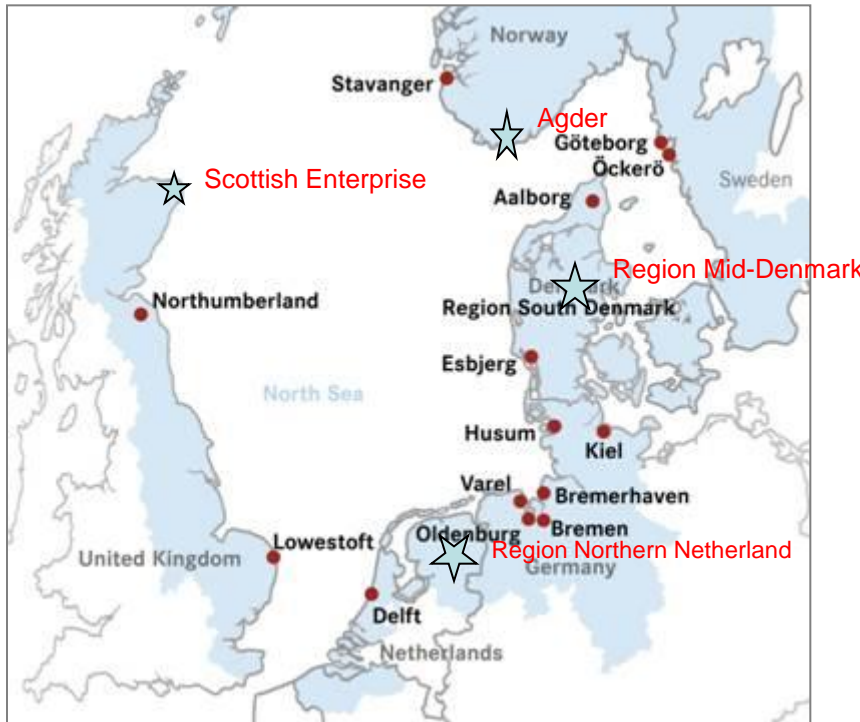 Norway
Stavanger
Agder
Göteborg
Öckerö
Scottish Enterprise
Sweden
Aalborg
Region Mid-Denmark
Denmark
Northumberland
Region South Denmark
Esbjerg
North Sea
Husum
Kiel
Varel
Bremerhaven
Oldenburg
Bremen
Lowestoft
United Kingdom
Region Northern Netherland
Germany
Delft
Netherlands